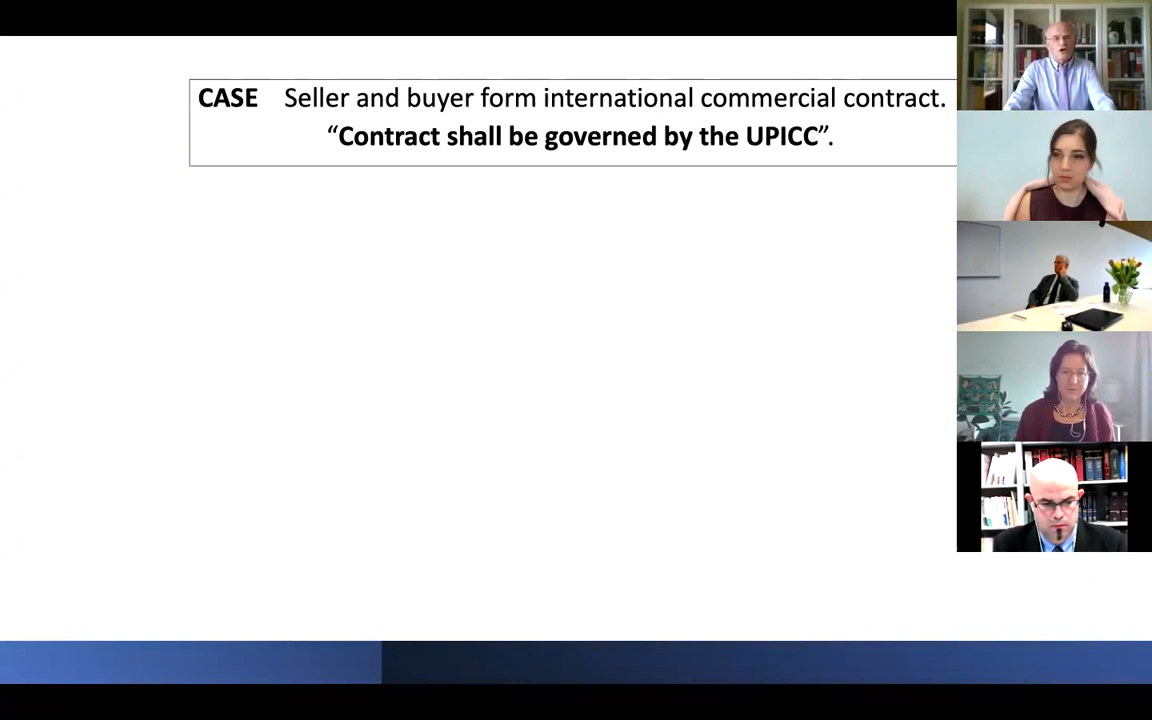 CASE Seller and buyer form international commercial contract.
“Contract shall be governed by the UPICC”.